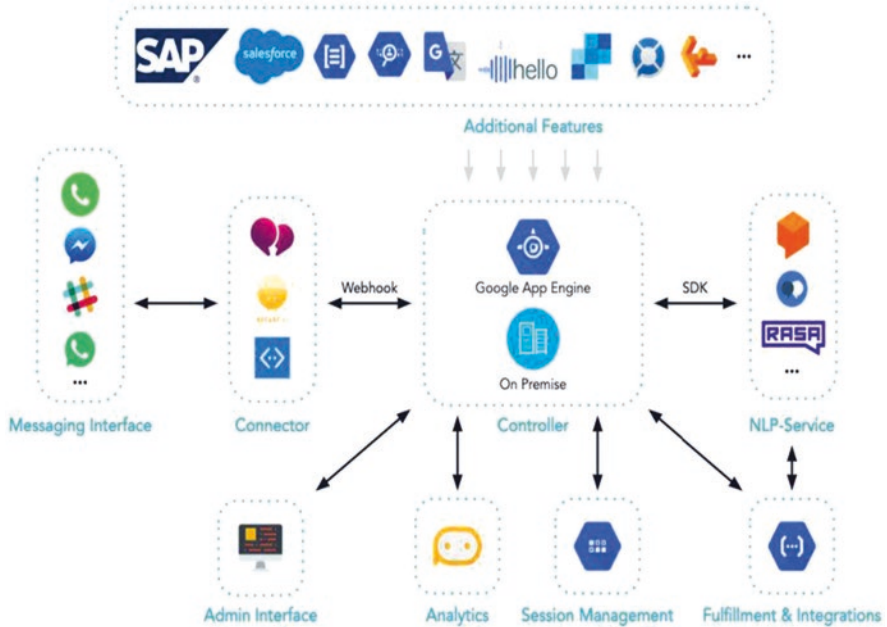 SAP
®
salesforce
G 文
hello
...
Additional Features
Webhook
Google App Engine
SDK
On Premise
RASA
...
...
Messaging Interface
Connector
Controller
NLP-Service
Admin Interface
Analytics
Session Management
Fulfillment & Integrations